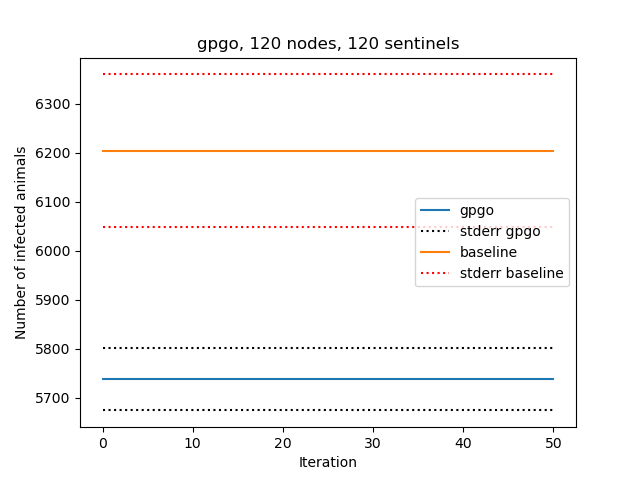 gpgo, 120 nodes, 120 sentinels
Number of infected animals
6300
6200
6100
6000
5900
5800
5700
gpgo
stderr gpgo
baseline
stderr baseline
0 10 20 30 40 50
Iteration